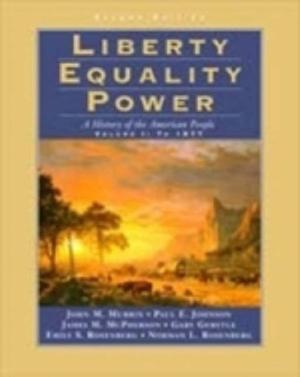 Second Edition
LIBERTY
EQUALITY
POWER
A History of the American People
VOLUME I: TO 1877
JOHN M. MURRIN • PAUL E. JOHNSON
JAMES M. MCPHERSON • GARY GERSTLE
EMILY S. ROSENBERG • NORMAN L. ROSENBERG